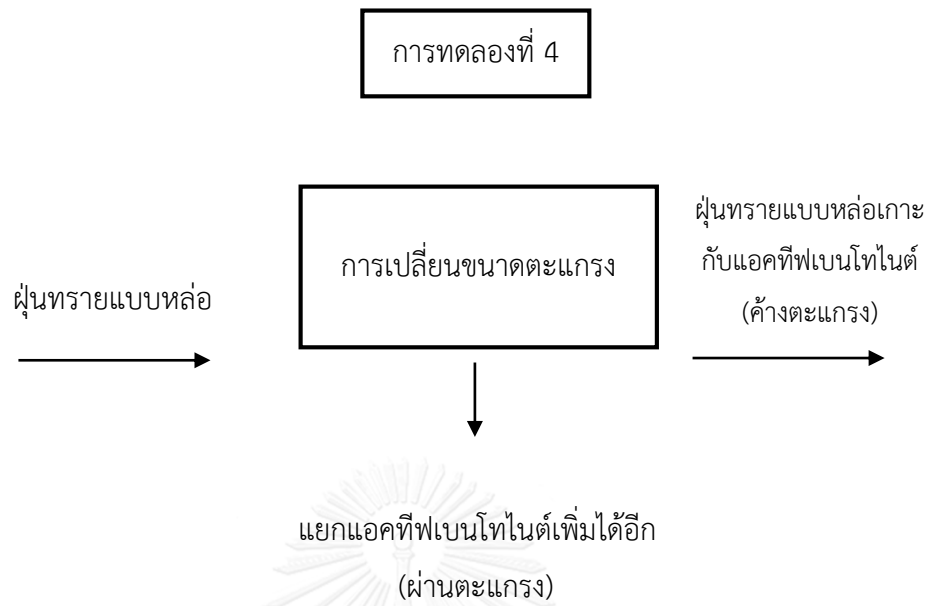 การทดลองที่ 4
ฝุ่นทรายแบบหล่อ
การเปลี่ยนขนาดตะแกรง
ฝุ่นทรายแบบหล่อเกาะ
กับแอคทีฟเบนโทไนต์
(ค้างตะแกรง)
แยกแอคทีฟเบนโทไนต์เพิ่มได้อีก
(ผ่านตะแกรง)